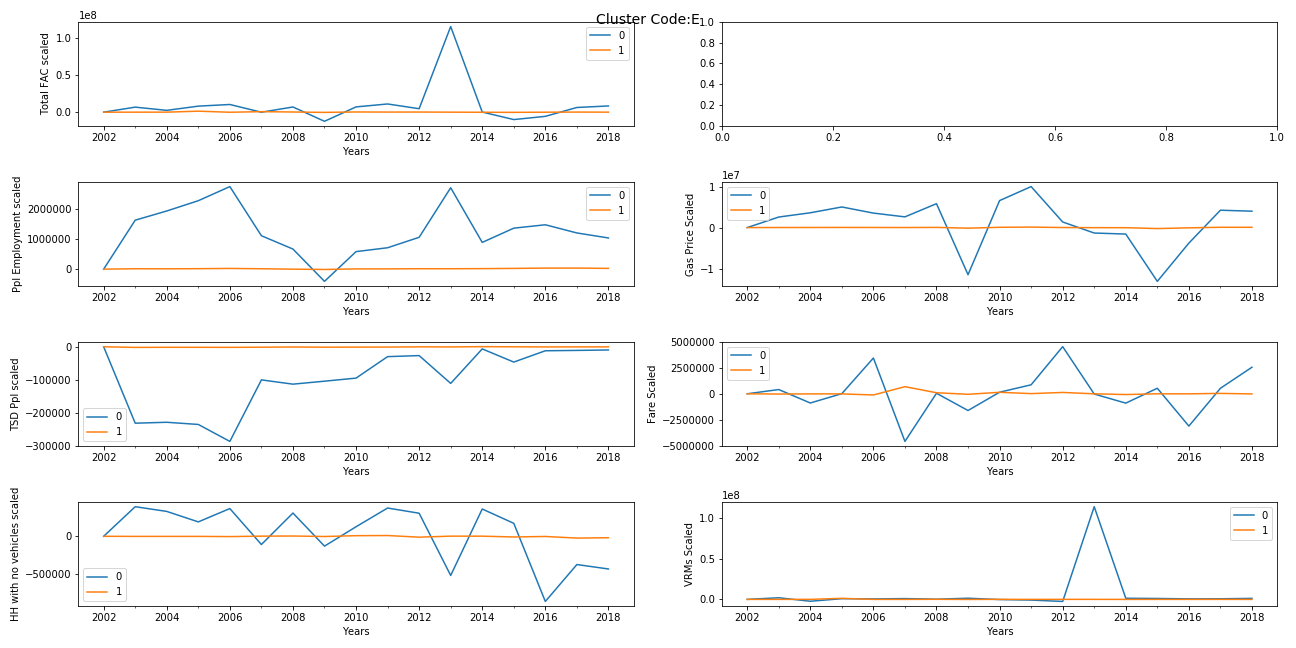 Cluster Code:E
1e8
Total FAC scaled
1.0
0.5
0.0
0
1
2002 2004 2006 2008 2010 2012 2014 2016 2018
Years
1.0
0.8
0.6
0.4
0.2
0.0
0.0 0.2 0.4 0.6 0.8 1.0
Ppl Employment scaled
2000000
1000000
0
0
1
2002 2004 2006 2008 2010 2012 2014 2016 2018
Years
1e7
Gas Price Scaled
1
0
−1
0
1
2002 2004 2006 2008 2010 2012 2014 2016 2018
Years
TSD Ppl scaled
0
−100000
−200000
−300000
0
1
2002 2004 2006 2008 2010 2012 2014 2016 2018
Years
Fare Scaled
5000000
2500000
0
−2500000
−5000000
0
1
2002 2004 2006 2008 2010 2012 2014 2016 2018
Years
HH with no vehicles scaled
0
−500000
0
1
2002 2004 2006 2008 2010 2012 2014 2016 2018
Years
1e8
VRMs Scaled
1.0
0.5
0.0
0
1
2002 2004 2006 2008 2010 2012 2014 2016 2018
Years